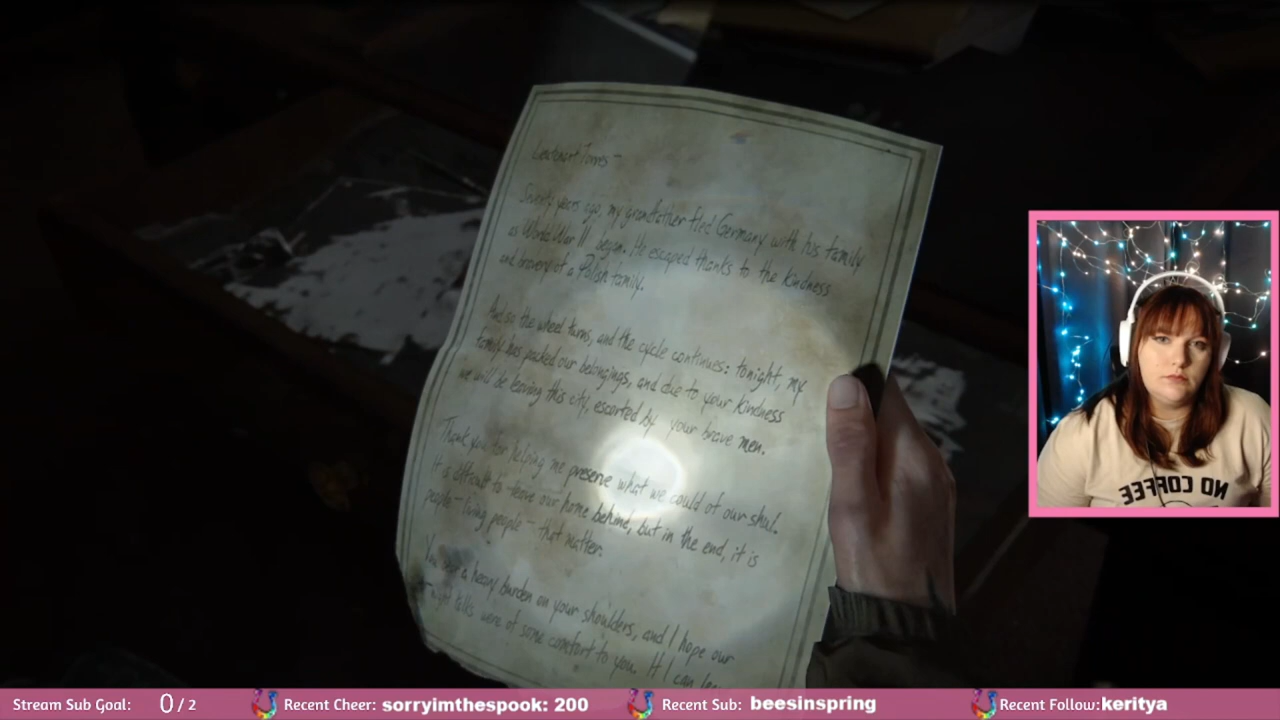 Lieutenant Torres -
Seventy years ago, my grandfather fled Germany with his family
as World War II began. He escaped thanks to the kindness
and bravery of a Polish family.
And so the wheel turns, and the cycle continues: tonight, my
family has packed our belongings, and due to your kindness
we will be leaving this city, escorted by your brave men.
Thank you for helping me preserve what we could of our shul.
It is difficult to leave our home behind, but in the end, it is
people - living people - that matter.
You a heavy burden on your shoulders, and I hope our
talks were of some comfort to you. If I can
NO COFFEE
Stream Sub Goal: 0 / 2
Recent Cheer: sorryimthespook: 200
Recent Sub: beesinspring
Recent Follow: keritya